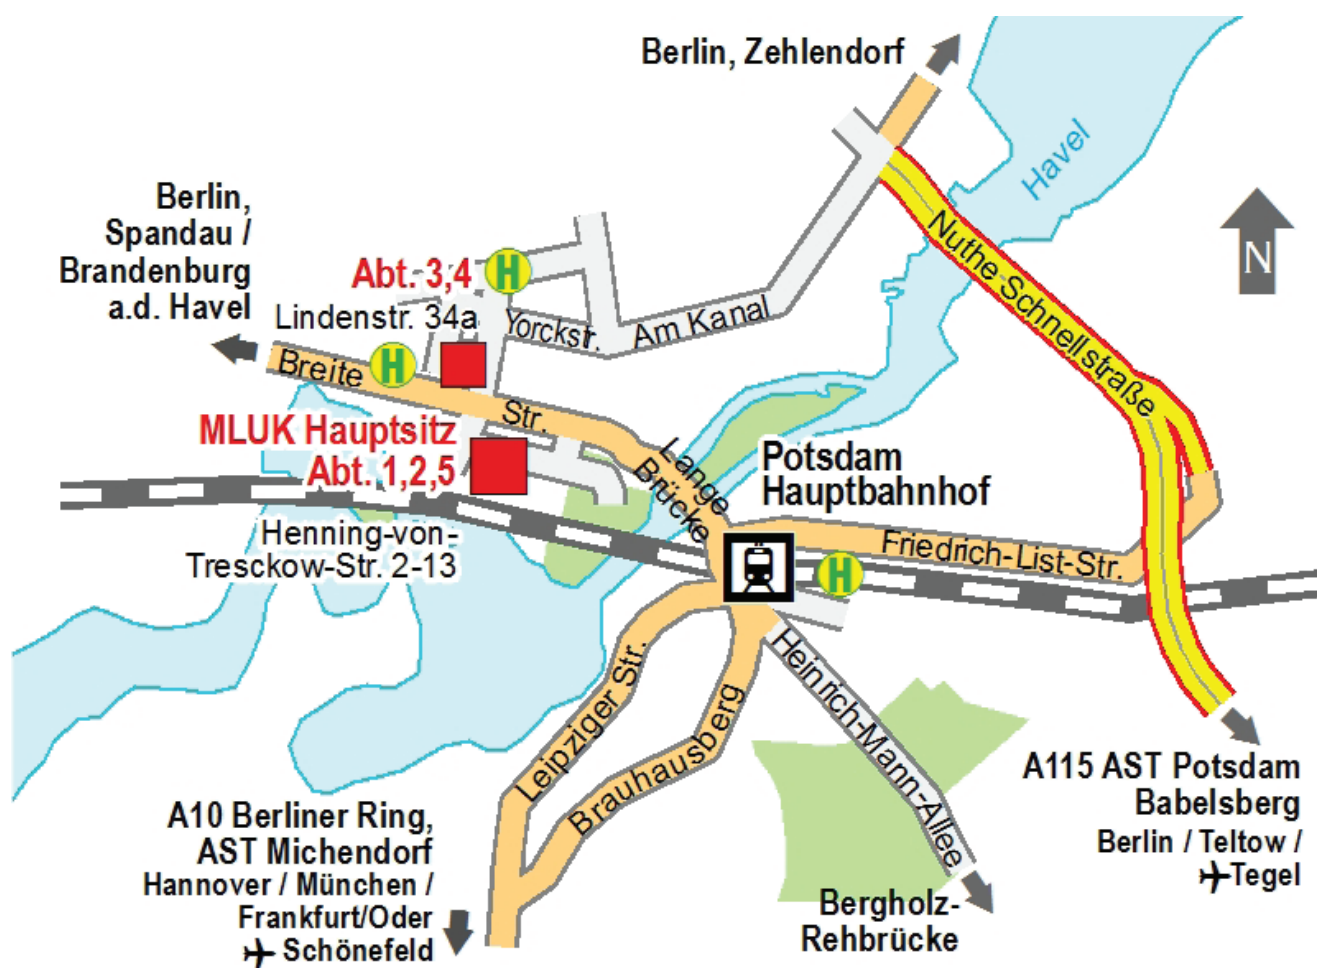 Berlin, Zehlendorf
Havel
Berlin,
Spandau /
Brandenburg
a.d. Havel
N
Nuthe-Schnellstraße
Abt. 3,4
H
Lindenstr. 34a
Yorckstr.
Am Kanal
H
Breite
Str.
MLUK Hauptsitz
Abt. 1,2,5
Lange
Brücke
Potsdam
Hauptbahnhof
Henning-von-
Tresckow-Str. 2-13
Friedrich-List-Str.
H
Leipziger Str.
Brauhausberg
Heinrich-Mann-Allee
A115 AST Potsdam
Babelsberg
Berlin / Teltow /
Tegel
A10 Berliner Ring,
AST Michendorf
Hannover / München /
Frankfurt/Oder
Schönefeld
Bergholz-
Rehbrücke